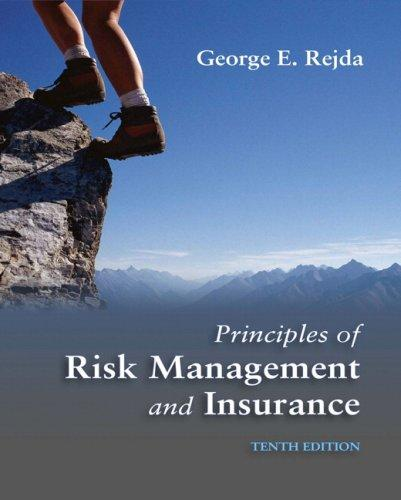 George E. Rejda
Principles of
Risk Management
and Insurance
TENTH EDITION